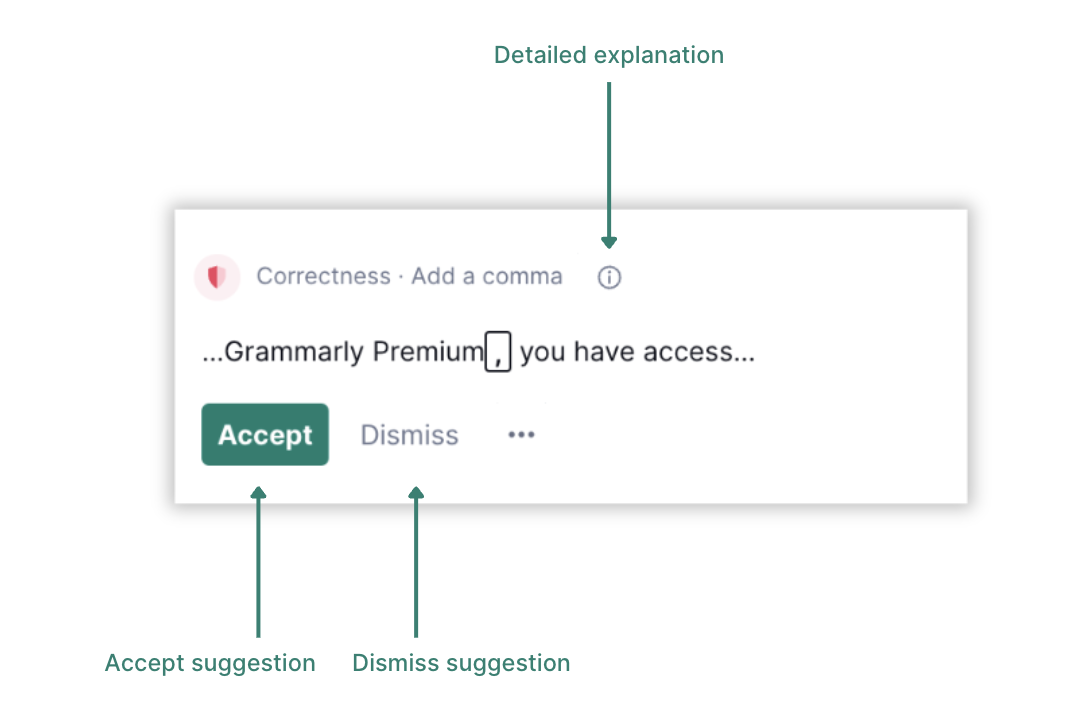 Detailed explanation
Correctness · Add a comma
...Grammarly Premium, you have access...
Accept Dismiss •••
Accept suggestion Dismiss suggestion